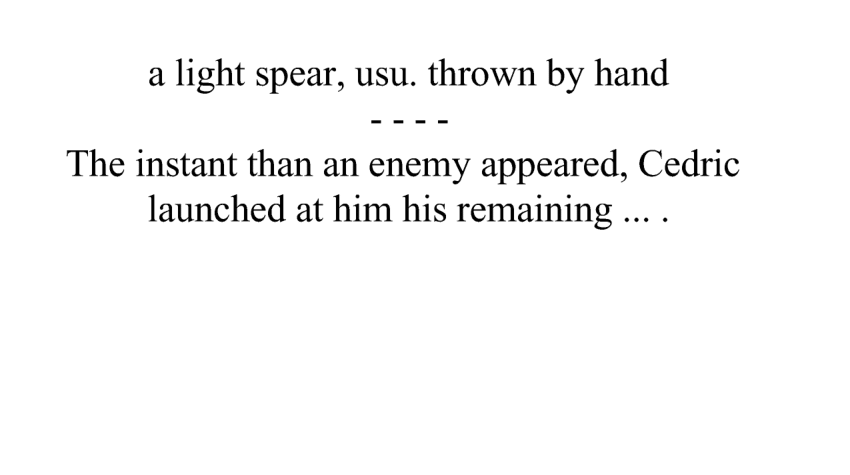 a light spear, usu. thrown by hand
- - - -
The instant than an enemy appeared, Cedric
launched at him his remaining ... .